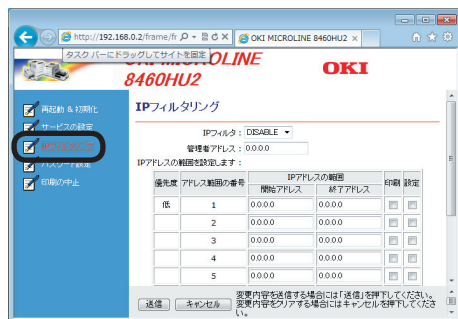 http://192.168.0.2/frame/fr
OKI MICROLINE 8460HU2
タスク バーにドラッグしてサイトを固定
OLINE
8460HU2
OKI
再起動 & 初期化
サービスの設定
IPフィルタリング
パスワード設定
印刷の中止
IPフィルタリング
IPフィルタ: DISABLE
管理者アドレス: 0.0.0.0
IPアドレスの範囲を設定します:
優先度 アドレス範囲の番号 IPアドレスの範囲 印刷 設定
開始アドレス 終了アドレス
低 1 0.0.0.0 0.0.0.0
2 0.0.0.0 0.0.0.0
3 0.0.0.0 0.0.0.0
4 0.0.0.0 0.0.0.0
5 0.0.0.0 0.0.0.0
送信 キャンセル 変更内容を送信する場合には「送信」を押下してください。
変更内容をクリアする場合にはキャンセルを押下してくださ
い。